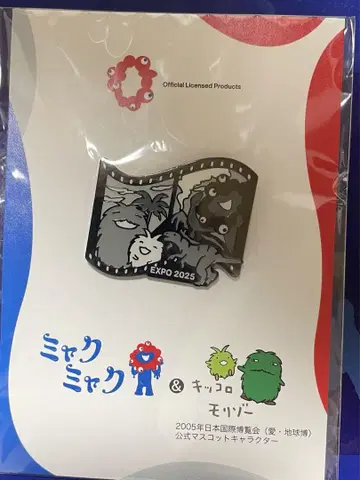 Official Licensed Products
EXPO 2025
ミャク
ミャク
&
キッコロ
モリゾー
2005年日本国際博覧会（愛・地球博）
公式マスコットキャラクター